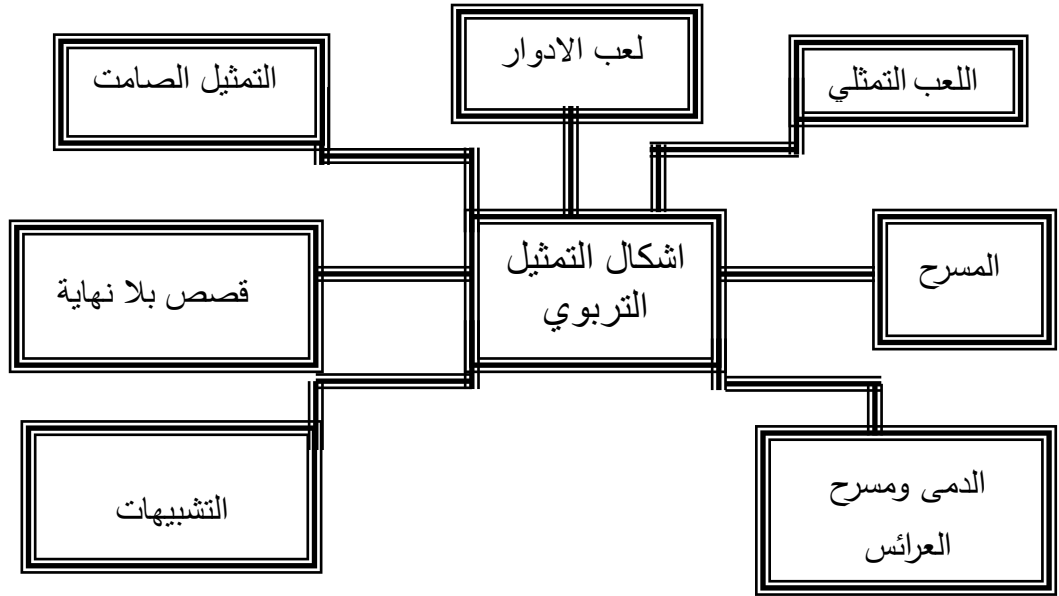 لعب الادوار
اللعب التمثلي
التمثيل الصامت
اشكال التمثيل
التربوي
المسرح
قصص بلا نهاية
الدمى ومسرح
العرائس
التشبيهات